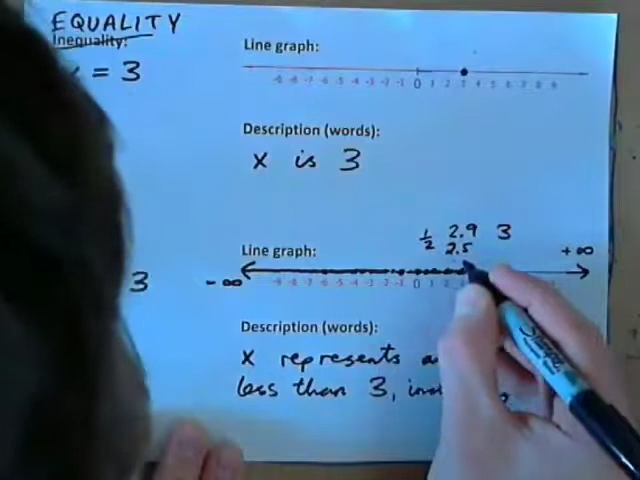 EQUALITY
Inequality:
= 3
Line graph:
-9 -8 -7 -6 -5 -4 -3 -2 -1 0 1 2 3 4 5 6 7 8 9
Description (words):
x is 3
1/2 2.9 3
2.5
Line graph:
+∞
3
-∞
-9 -8 -7 -6 -5 -4 -3 -2 -1 0 1 2
Description (words):
x represents
less than 3,
Sharpie